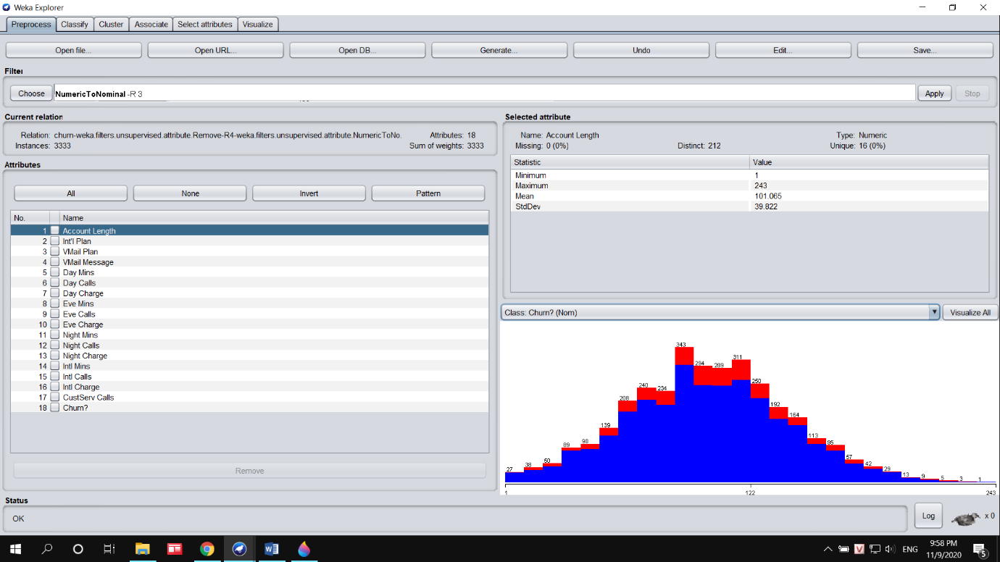 Weka Explorer
Preprocess Classify Cluster Associate Select attributes Visualize
Open file... Open URL... Open DB... Generate... Undo Edit... Save...
Filter
Choose NumericToNominal -R 3 Apply Stop
Current relation
Relation: churn-weka.filters.unsupervised.attribute.Remove-R4-weka.filters.unsupervised.attribute.NumericToNo. Attributes: 18
Instances: 3333 Sum of weights: 3333
Attributes
All None Invert Pattern
No. Name
1 Account Length
2 Int'l Plan
3 VMail Plan
4 VMail Message
5 Day Mins
6 Day Calls
7 Day Charge
8 Eve Mins
9 Eve Calls
10 Eve Charge
11 Night Mins
12 Night Calls
13 Night Charge
14 Intl Mins
15 Intl Calls
16 Intl Charge
17 CustServ Calls
18 Churn?
Remove
Selected attribute
Name: Account Length Type: Numeric
Missing: 0 (0%) Distinct: 212 Unique: 16 (0%)
Statistic Value
Minimum 1
Maximum 243
Mean 101.065
StdDev 39.822
Class: Churn? (Nom) Visualize All
27 38 50 89 98 139 208 240 234 343 294 289 311 250 192 164 113 95 57 42 29 13 9 5 3 1
1 122 243
Status
OK Log x 0
ENG 9:58 PM
11/9/2020 5